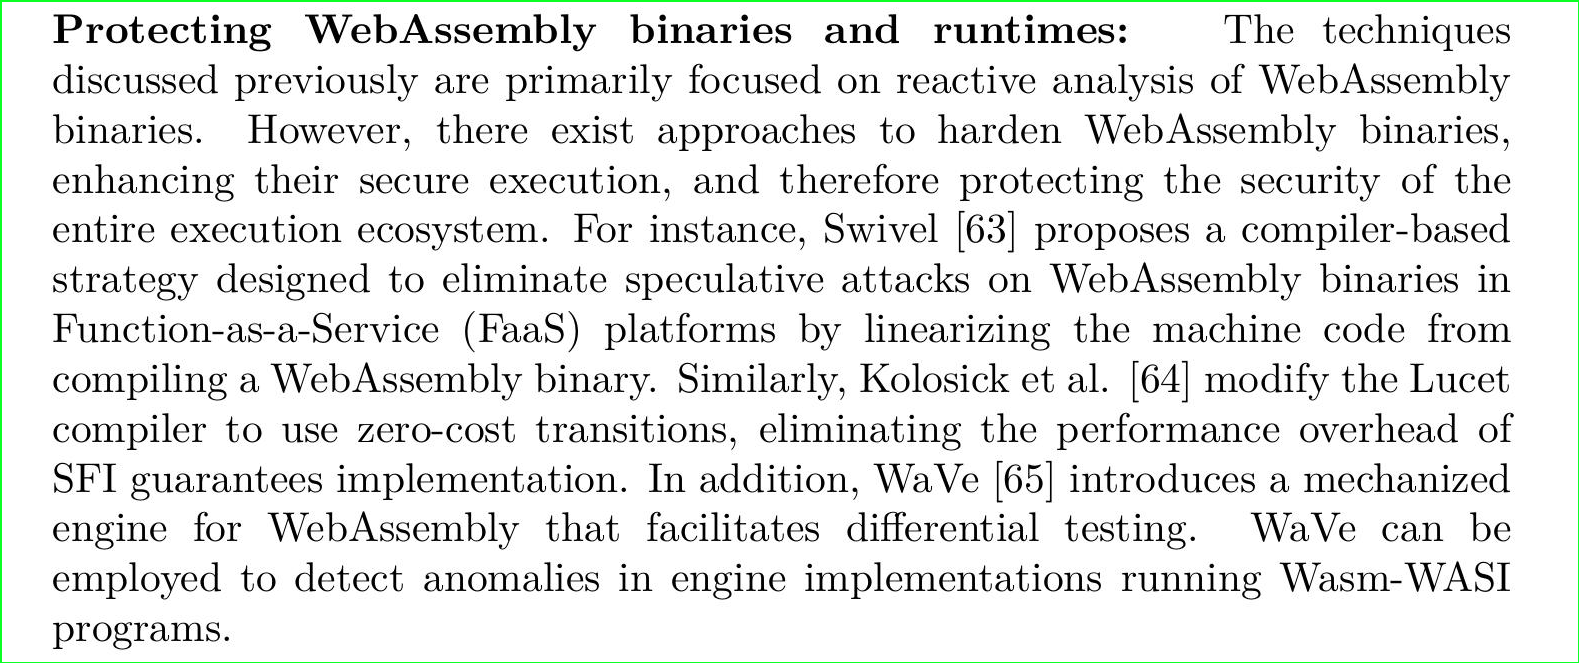 Protecting WebAssembly binaries and runtimes: The techniques
discussed previously are primarily focused on reactive analysis of WebAssembly
binaries. However, there exist approaches to harden WebAssembly binaries,
enhancing their secure execution, and therefore protecting the security of the
entire execution ecosystem. For instance, Swivel [63] proposes a compiler-based
strategy designed to eliminate speculative attacks on WebAssembly binaries in
Function-as-a-Service (FaaS) platforms by linearizing the machine code from
compiling a WebAssembly binary. Similarly, Kolosick et al. [64] modify the Lucet
compiler to use zero-cost transitions, eliminating the performance overhead of
SFI guarantees implementation. In addition, WaVe [65] introduces a mechanized
engine for WebAssembly that facilitates differential testing. WaVe can be
employed to detect anomalies in engine implementations running Wasm-WASI
programs.